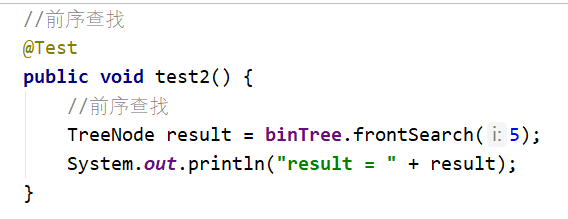 //前序查找
@Test
public void test2() {
//前序查找
TreeNode result = binTree.frontSearch( i: 5);
System.out.println("result = " + result);
}